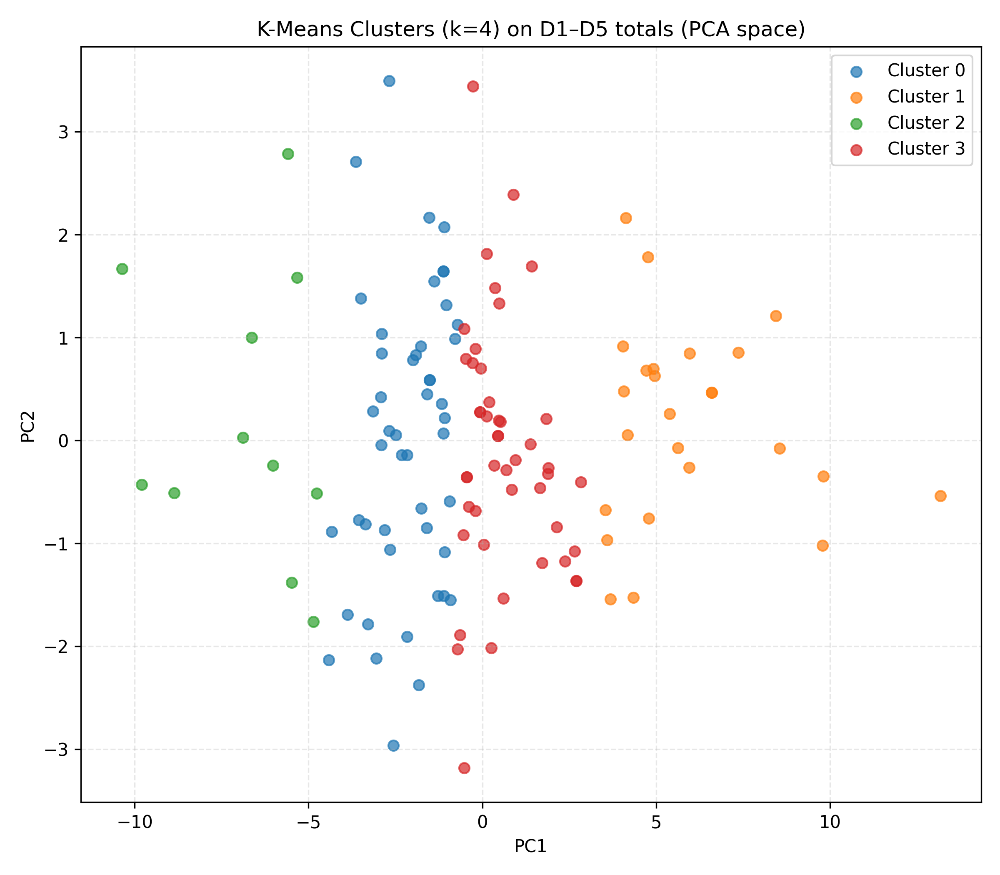 K-Means Clusters (k=4) on D1–D5 totals (PCA space)
Cluster 0
Cluster 1
Cluster 2
Cluster 3
3
2
1
0
−1
−2
−3
PC2
−10
−5
0
5
10
PC1